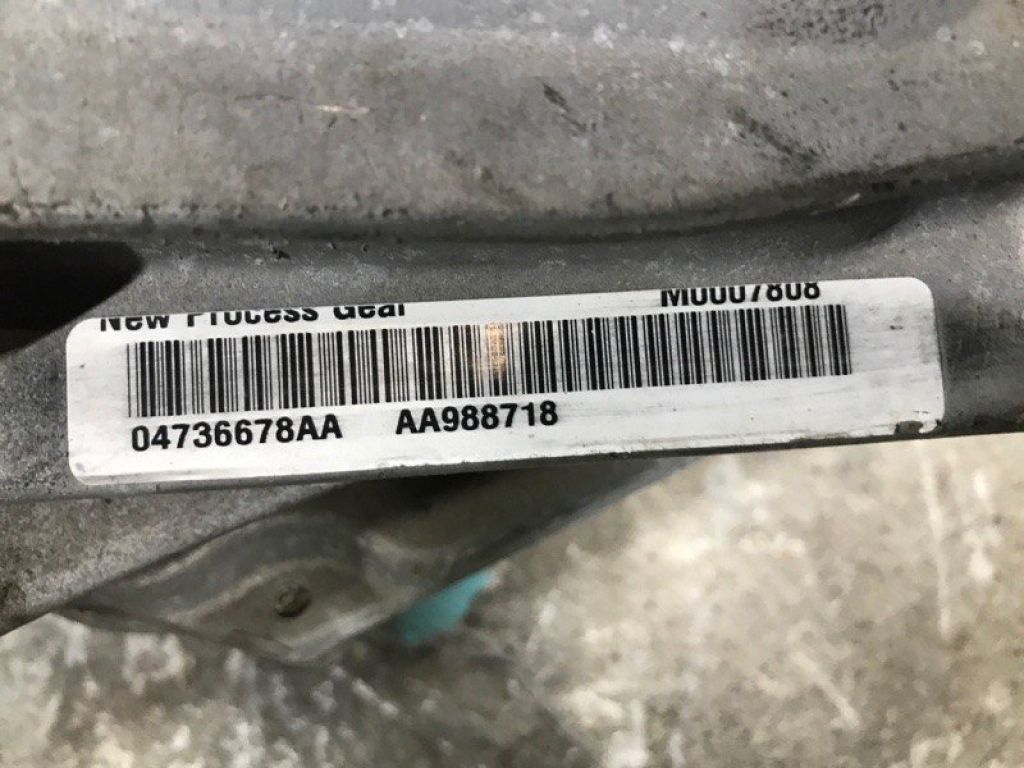 New Process Gear M0007808
04736678AA AA988718